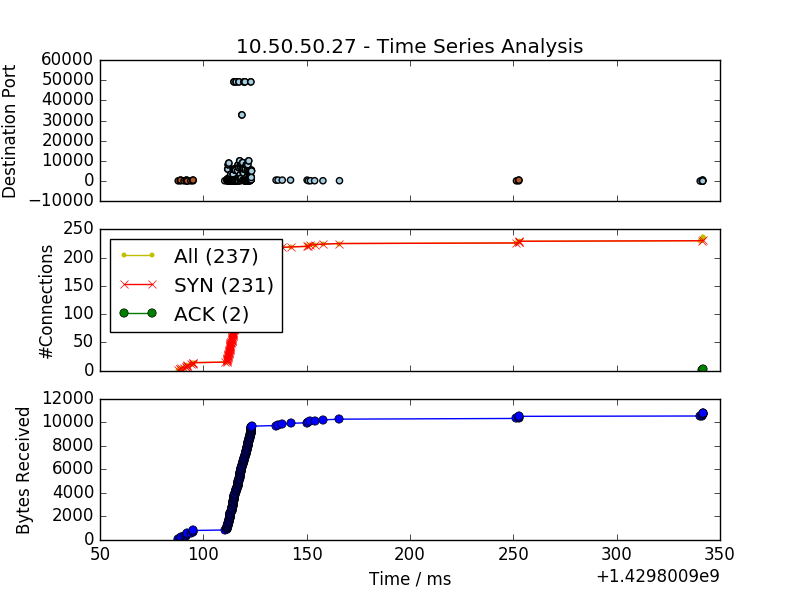 10.50.50.27 - Time Series Analysis
Destination Port
60000
50000
40000
30000
20000
10000
0
−10000
#Connections
250
200
150
100
50
0
All (237)
SYN (231)
ACK (2)
Bytes Received
12000
10000
8000
6000
4000
2000
0
50 100 150 200 250 300 350
Time / ms
+1.4298009e9